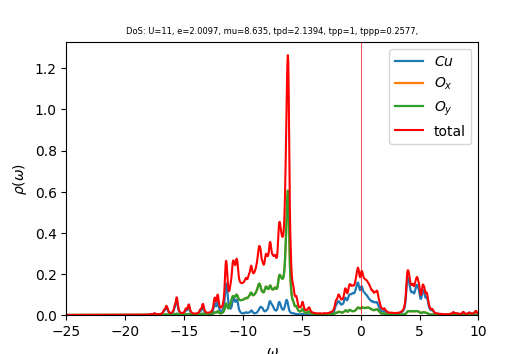 DoS: U=11, e=2.0097, mu=8.635, tpd=2.1394, tpp=1, tppp=0.2577,
ρ(ω)
1.2
1.0
0.8
0.6
0.4
0.2
0.0
Cu
O_x
O_y
total
−25 −20 −15 −10 −5 0 5 10
ω